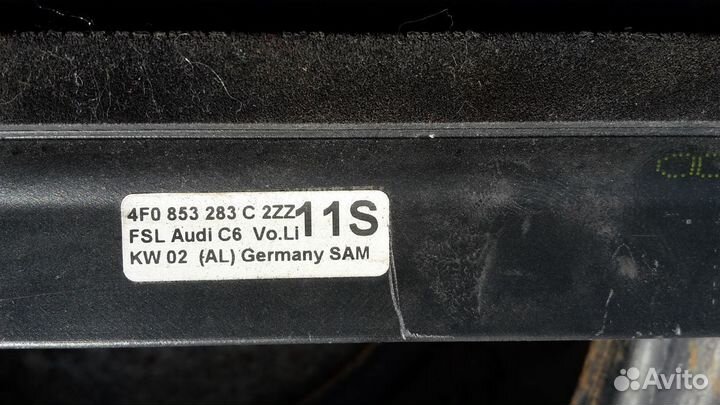 4F0 853 283 C 2ZZ 11S
FSL Audi C6 Vo.Li
KW 02 (AL) Germany SAM
Avito